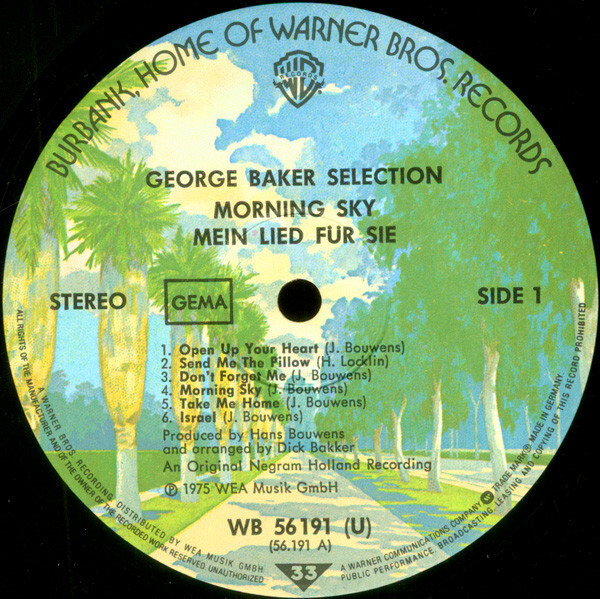 BURBANK, HOME OF WARNER BROS. RECORDS
WB
RECORDS
GEORGE BAKER SELECTION
MORNING SKY
MEIN LIED FÜR SIE
STEREO
GEMA
SIDE 1
1. Open Up Your Heart (J. Bouwens)
2. Send Me The Pillow (H. Locklin)
3. Don't Forget Me (J. Bouwens)
4. Morning Sky (J. Bouwens)
5. Take Me Home (J. Bouwens)
6. Israel (J. Bouwens)
Produced by Hans Bouwens
and arranged by Dick Bakker
An Original Negram Holland Recording
Ⓟ 1975 WEA Musik GmbH
WB 56 191 (U)
(56.191 A)
33
ALL RIGHTS OF THE MANUFACTURER AND OF THE OWNER OF THE RECORDED WORK RESERVED. UNAUTHORIZED
PUBLIC PERFORMANCE, BROADCASTING, LEASING AND COPYING OF THIS RECORD PROHIBITED
A WARNER BROS. RECORDING DISTRIBUTED BY WEA MUSIK GMBH
A WARNER COMMUNICATIONS COMPANY TRADE MARK® MADE IN GERMANY